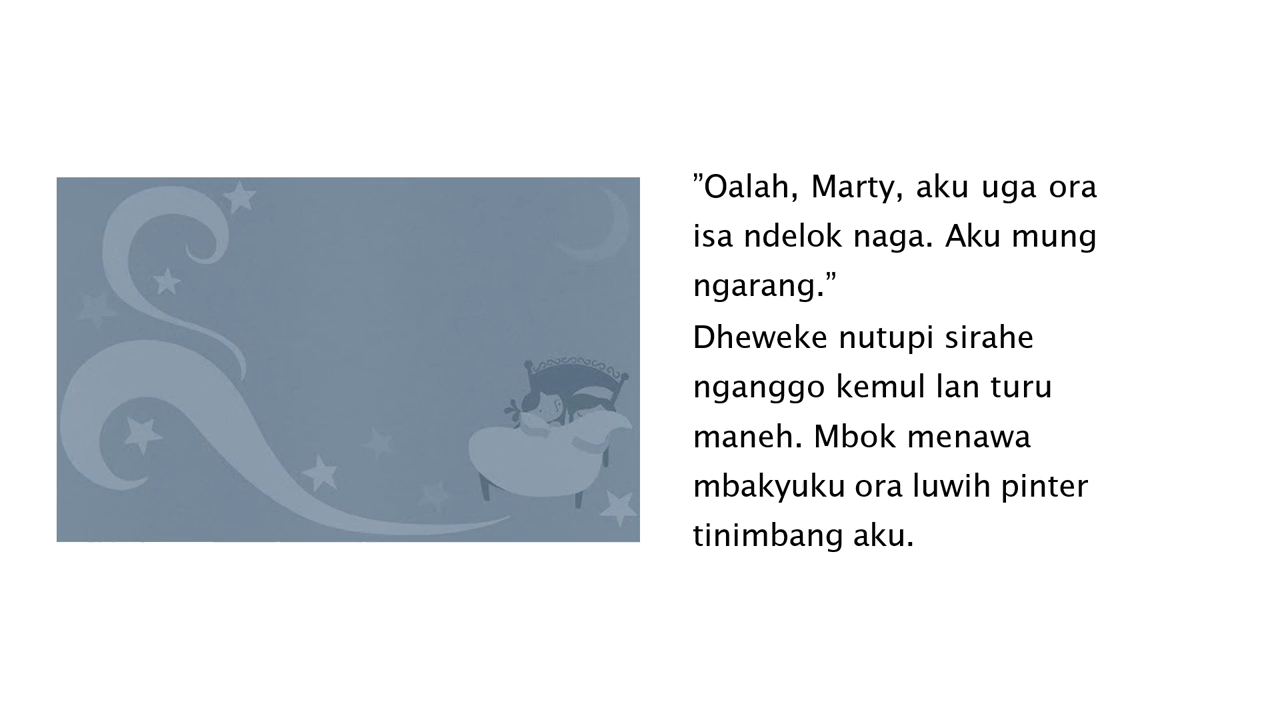 ”Oalah, Marty, aku uga ora
isa ndelok naga. Aku mung
ngarang.”
Dheweke nutupi sirahe
nganggo kemul lan turu
maneh. Mbok menawa
mbakyuku ora luwih pinter
tinimbang aku.